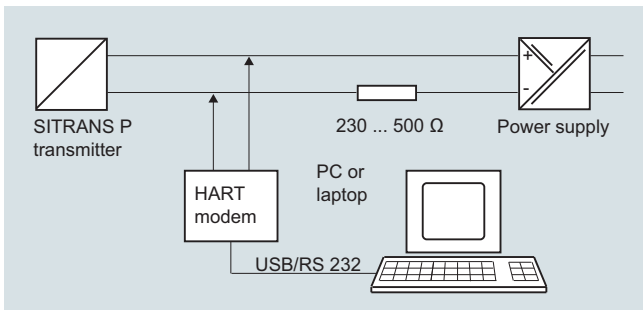 +
-
SITRANS P
transmitter
230 ... 500 Ω
Power supply
PC or
laptop
HART
modem
USB/RS 232